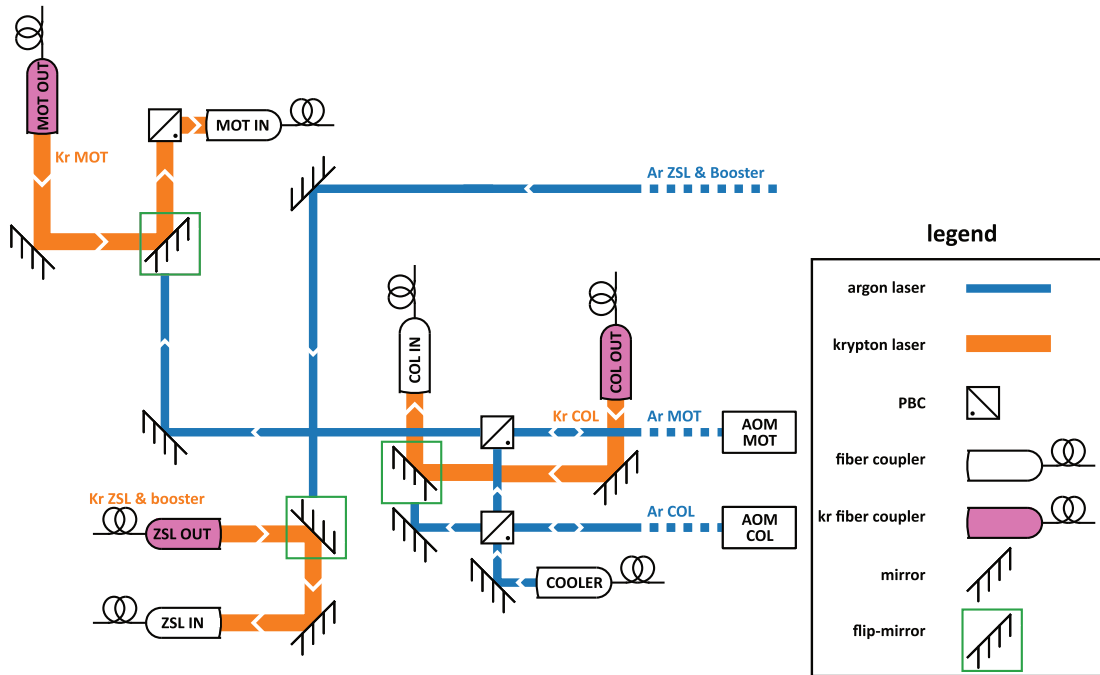 MOT OUT
MOT IN
Kr MOT
Ar ZSL & Booster
COL IN
COL OUT
Kr COL
Ar MOT
AOM
MOT
Kr ZSL & booster
ZSL OUT
Ar COL
AOM
COL
COOLER
ZSL IN
legend
argon laser
krypton laser
PBC
fiber coupler
kr fiber coupler
mirror
flip-mirror